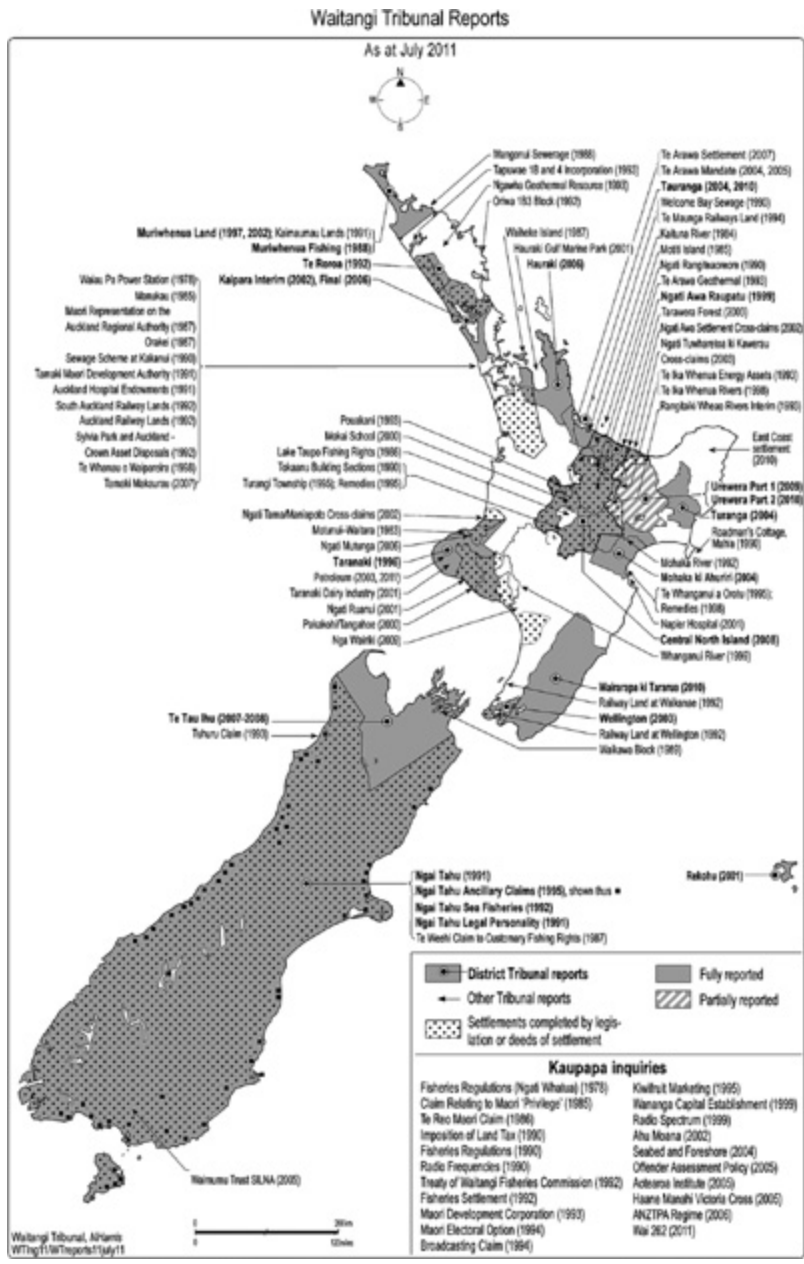 Waitangi Tribunal Reports
As at July 2011
N
W
E
S
Mangonui Sewerage (1988)
Tapuwae 1B and 4 Incorporation (1993)
Ngawha Geothermal Resource (1993)
Oriwa 1B3 Block (1992)
Waiheke Island (1987)
Hauraki Gulf Marine Park (2001)
Hauraki (2006)
Te Arawa Settlement (2007)
Te Arawa Mandate (2004, 2005)
Tauranga (2004, 2010)
Welcome Bay Sewage (1990)
Te Maunga Railways Land (1994)
Kaituna River (1984)
Motiti Island (1985)
Ngati Rangiteaorere (1990)
Te Arawa Geothermal (1993)
Ngati Awa Raupatu (1999)
Tarawera Forest (2003)
Ngati Awa Settlement Cross-claims (2002)
Ngati Tuwharetoa ki Kawerau
Cross-claims (2003)
Te Ika Whenua Energy Assets (1993)
Te Ika Whenua Rivers (1998)
Rangitaiki Wheao Rivers Interim (1993)
Muriwhenua Land (1997, 2002); Kaimaumau Lands (1991)
Muriwhenua Fishing (1988)
Te Roroa (1992)
Kaipara Interim (2002), Final (2006)
Waiau Pa Power Station (1978)
Manukau (1985)
Maori Representation on the
Auckland Regional Authority (1987)
Orakei (1987)
Sewage Scheme at Kakanui (1990)
Tamaki Maori Development Authority (1991)
Auckland Hospital Endowments (1991)
South Auckland Railway Lands (1992)
Auckland Railway Lands (1992)
Sylvia Park and Auckland –
Crown Asset Disposals (1992)
Te Whanau o Waipareira (1998)
Tamaki Makaurau (2007)
Pouakani (1993)
Mokai School (2000)
Lake Taupo Fishing Rights (1986)
Tokaanu Building Sections (1990)
Turangi Township (1995); Remedies (1998)
Ngati Tama/Maniapoto Cross-claims (2002)
Motunui-Waitara (1983)
Ngati Mutunga (2006)
Taranaki (1996)
Petroleum (2003, 2011)
Taranaki Dairy Industry (2001)
Ngati Ruanui (2001)
Pakakohi/Tangahoe (2000)
Nga Wairiki (2009)
East Coast
settlement
(2010)
Urewera Part 1 (2009)
Urewera Part 2 (2010)
Turanga (2004)
Roadman's Cottage,
Mahia (1990)
Mohaka River (1992)
Mohaka ki Ahuriri (2004)
Te Whanganui a Orotu (1995);
Remedies (1998)
Napier Hospital (2001)
Central North Island (2008)
Whanganui River (1999)
Wairarapa ki Tararua (2010)
Railway Land at Waikanae (1992)
Wellington (2003)
Railway Land at Wellington (1992)
Waikawa Block (1989)
Te Tau Ihu (2007-2008)
Tuhuru Claim (1993)
Ngai Tahu (1991)
Ngai Tahu Ancillary Claims (1995), shown thus ●
Ngai Tahu Sea Fisheries (1992)
Ngai Tahu Legal Personality (1991)
Te Weehi Claim to Customary Fishing Rights (1987)
Rekohu (2001)
Waimumu Trust SILNA (2005)
District Tribunal reports
Other Tribunal reports
Settlements completed by legis-
lation or deeds of settlement
Fully reported
Partially reported
Kaupapa inquiries
Fisheries Regulations (Ngati Whatua) (1978)
Claim Relating to Maori 'Privilege' (1985)
Te Reo Maori Claim (1986)
Imposition of Land Tax (1990)
Fisheries Regulations (1990)
Radio Frequencies (1990)
Treaty of Waitangi Fisheries Commission (1992)
Fisheries Settlement (1992)
Maori Development Corporation (1993)
Maori Electoral Option (1994)
Broadcasting Claim (1994)
Kiwifruit Marketing (1995)
Wananga Capital Establishment (1999)
Radio Spectrum (1999)
Ahu Moana (2002)
Seabed and Foreshore (2004)
Offender Assessment Policy (2005)
Aotearoa Institute (2005)
Haane Manahi Victoria Cross (2005)
ANZTPA Regime (2006)
Wai 262 (2011)
Waitangi Tribunal, NHarris
WTIng11/WTreports11july11